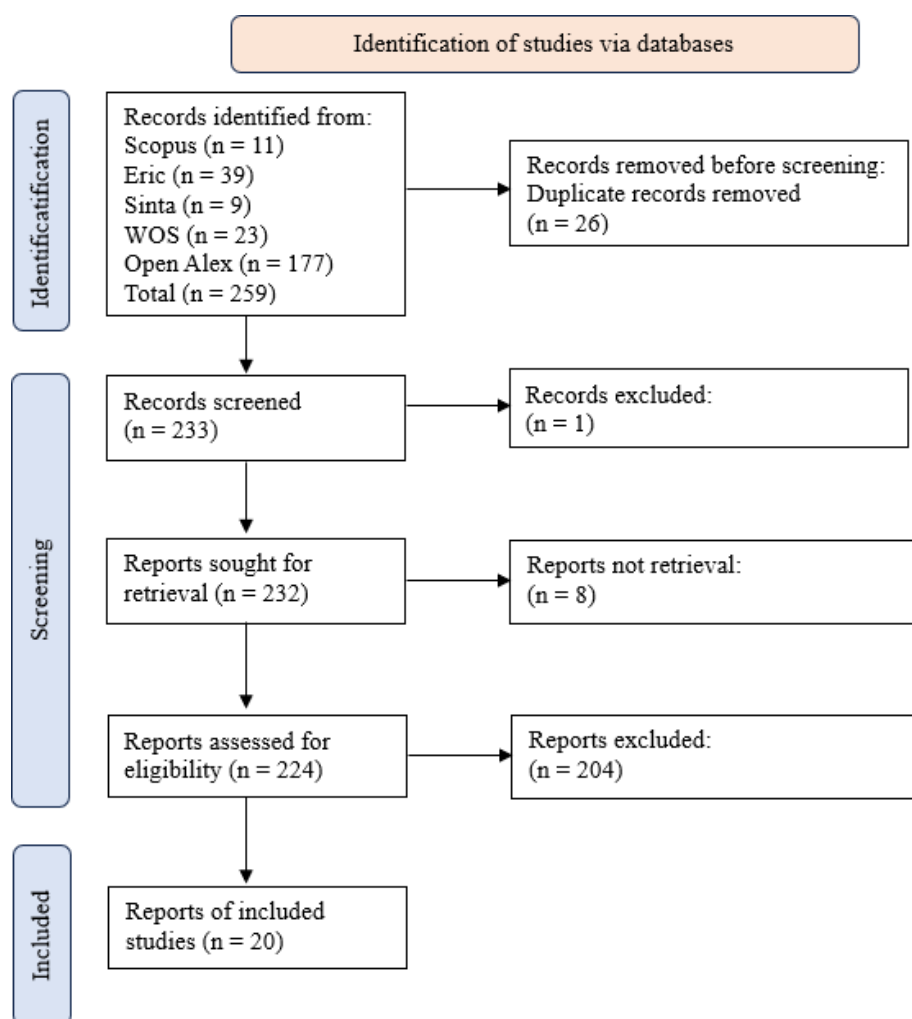 Identification of studies via databases
Identificatification
Records identified from:
Scopus (n = 11)
Eric (n = 39)
Sinta (n = 9)
WOS (n = 23)
Open Alex (n = 177)
Total (n = 259)
Records removed before screening:
Duplicate records removed
(n = 26)
Screening
Records screened
(n = 233)
Records excluded:
(n = 1)
Reports sought for
retrieval (n = 232)
Reports not retrieval:
(n = 8)
Reports assessed for
eligibility (n = 224)
Reports excluded:
(n = 204)
Included
Reports of included
studies (n = 20)